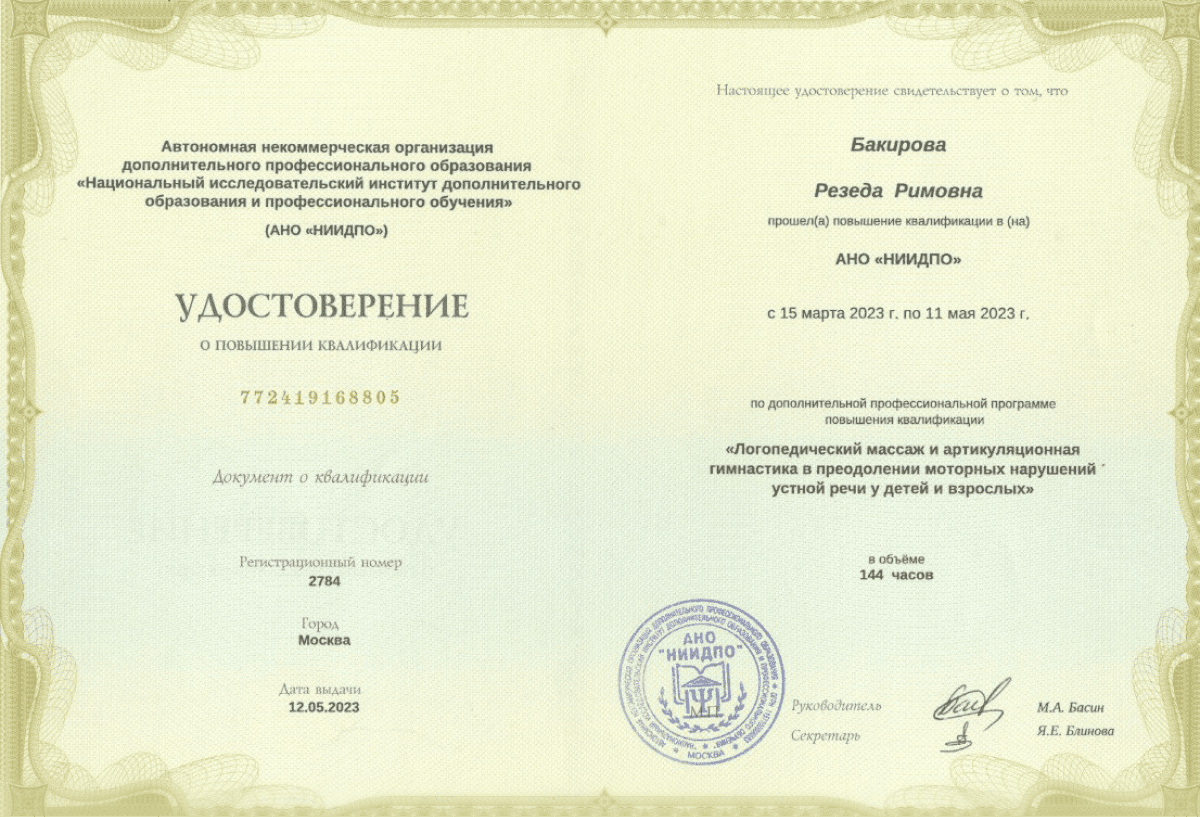 Автономная некоммерческая организация
дополнительного профессионального образования
«Национальный исследовательский институт дополнительного
образования и профессионального обучения»
(АНО «НИИДПО»)
УДОСТОВЕРЕНИЕ
О ПОВЫШЕНИИ КВАЛИФИКАЦИИ
772419168805
Документ о квалификации
Регистрационный номер
2784
Город
Москва
Дата выдачи
12.05.2023
Настоящее удостоверение свидетельствует о том, что
Бакирова
Резеда Римовна
прошел(а) повышение квалификации в (на)
АНО «НИИДПО»
с 15 марта 2023 г. по 11 мая 2023 г.
по дополнительной профессиональной программе
повышения квалификации
«Логопедический массаж и артикуляционная
гимнастика в преодолении моторных нарушений
устной речи у детей и взрослых»
в объёме
144 часов
АНО
"НИИДПО"
М.П.
МОСКВА
Руководитель
М.А. Басин
Секретарь
Я.Е. Блинова